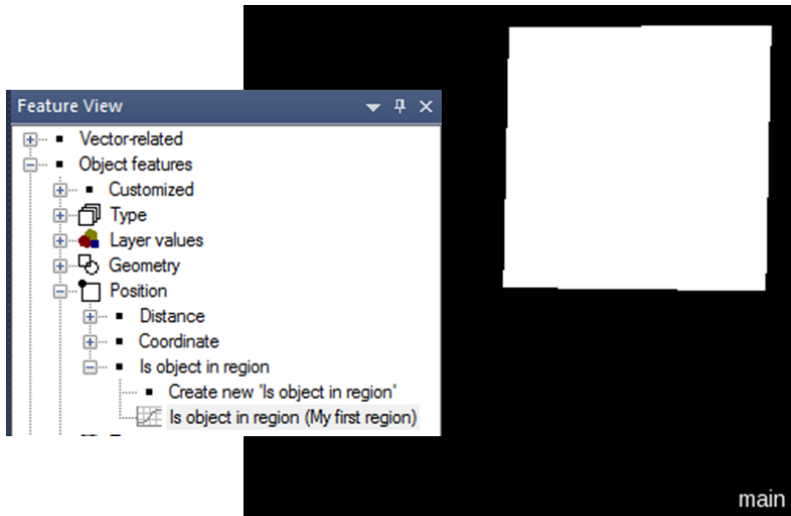 Feature View
Vector-related
Object features
Customized
Type
Layer values
Geometry
Position
Distance
Coordinate
Is object in region
Create new 'Is object in region'
Is object in region (My first region)
main